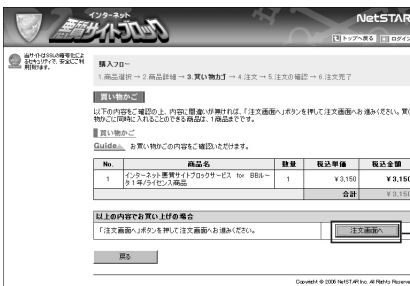 インターネット
悪質サイトブロック
NetSTAR
トップへ戻る
ログイン
当サイトはSSLの暗号化によ
るセキュリティで、安全にご利
用頂けます。
購入フロー
1.商品選択→2.商品詳細→3.買い物カゴ→4.注文→5.注文の確認→6.注文完了
買い物かご
以下の内容をご確認の上、内容に間違いが無ければ、「注文画面へ」ボタンを押して注文画面へお進みください。買い
物かごに同時に入れることのできる商品は、1商品までです。
買い物かご
Guide お買い物かごの内容をご確認いただけます。
No. 商品名 数量 税込単価 税込金額
1 インターネット悪質サイトブロックサービス for BBルー
タ1年/ライセンス商品 1 ¥3,150 ¥3,150
合計 ¥3,150
以上の内容でお買い上げの場合
「注文画面へ」ボタンを押して注文画面へお進みください。
注文画面へ
戻る
Copyright © 2006 NetSTAR Inc. All Rights Reserve